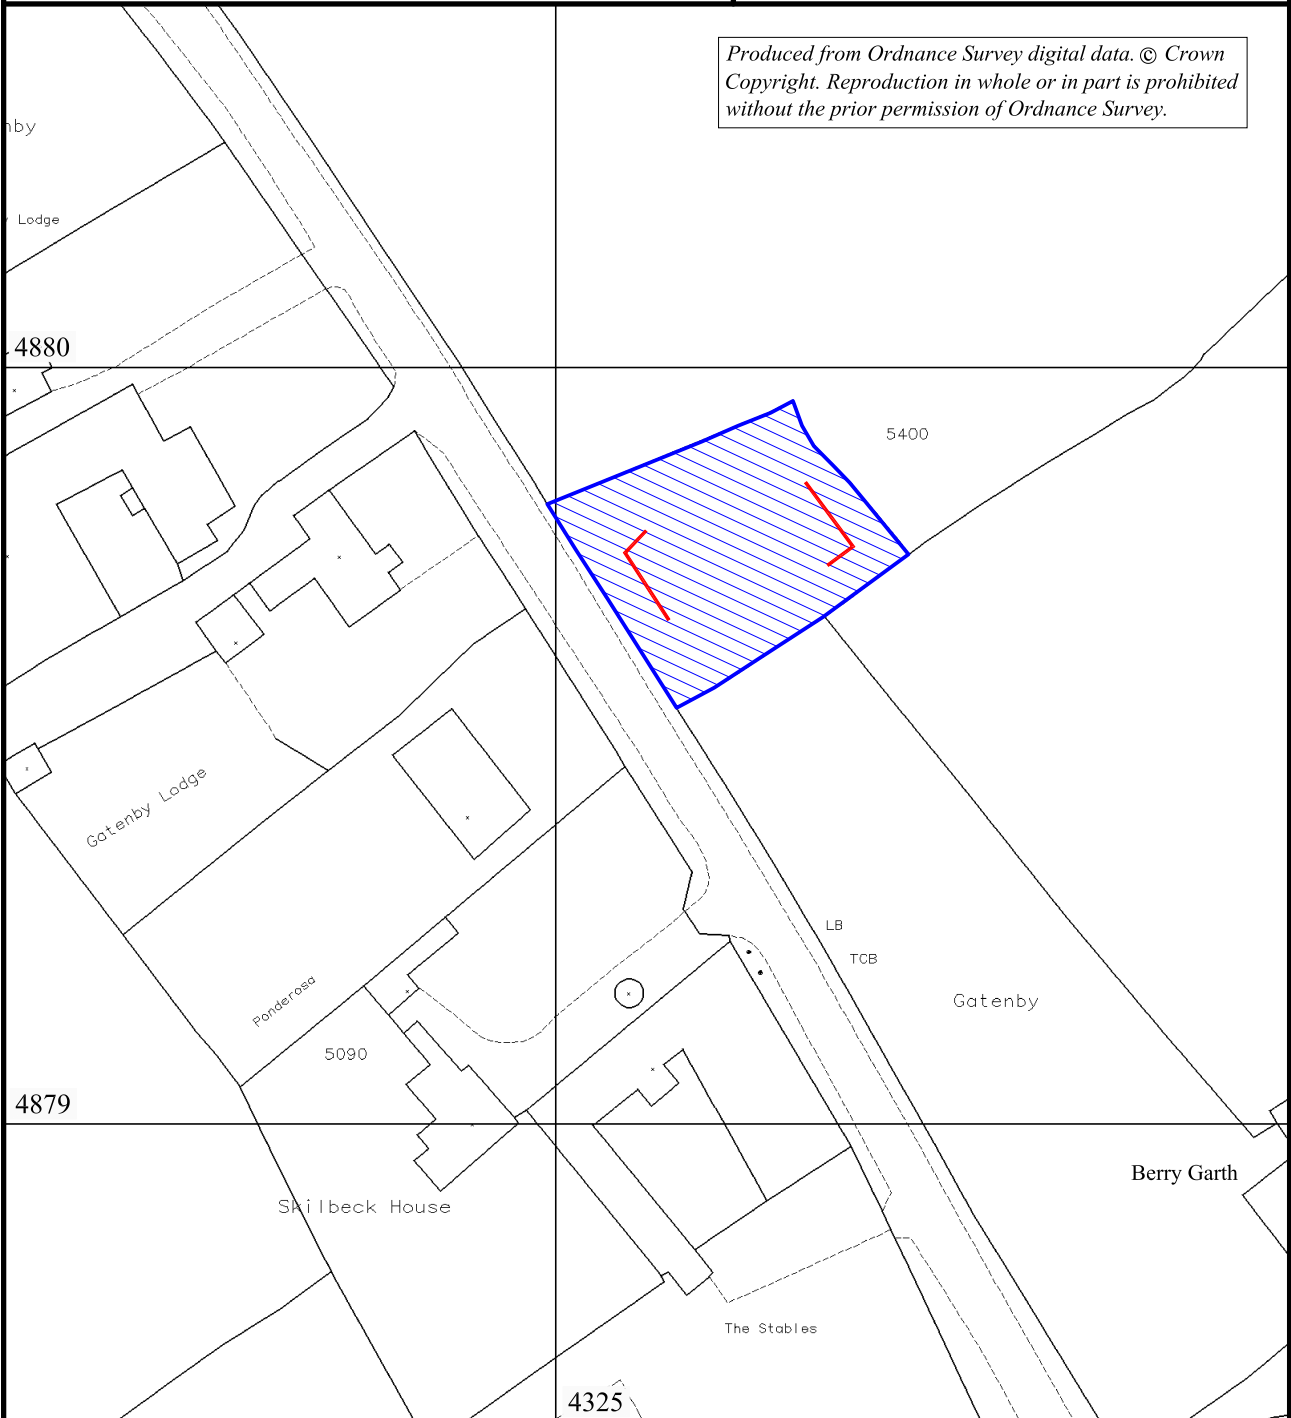 Produced from Ordnance Survey digital data. © Crown
Copyright. Reproduction in whole or in part is prohibited
without the prior permission of Ordnance Survey.
Lodge
4880
5400
Gatenby Lodge
LB
TCB
Ponderosa
Gatenby
5090
4879
Berry Garth
Skilbeck House
The Stables
4325